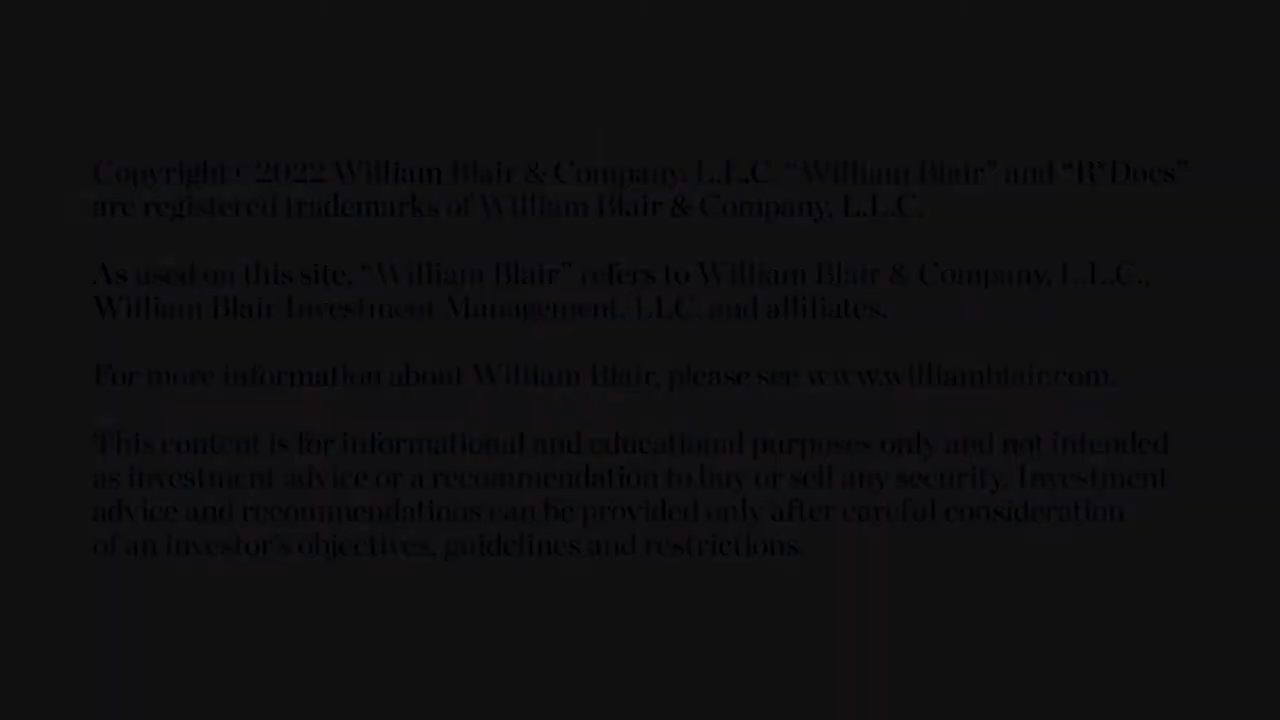 Copyright© 2022 William Blair & Company, L.L.C. “William Blair” and “R*Docs”
are registered trademarks of William Blair & Company, L.L.C.
As used on this site, “William Blair” refers to William Blair & Company, L.L.C.,
William Blair Investment Management, LLC, and affiliates.
For more information about William Blair, please see www.williamblair.com.
This content is for informational and educational purposes only and not intended
as investment advice or a recommendation to buy or sell any security. Investment
advice and recommendations can be provided only after careful consideration
of an investor’s objectives, guidelines and restrictions.